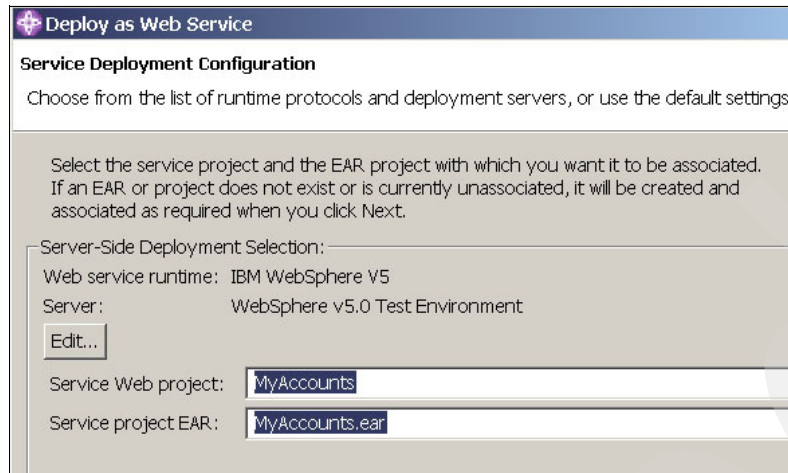 Deploy as Web Service
Service Deployment Configuration
Choose from the list of runtime protocols and deployment servers, or use the default settings
Select the service project and the EAR project with which you want it to be associated.
If an EAR or project does not exist or is currently unassociated, it will be created and
associated as required when you click Next.
Server-Side Deployment Selection:
Web service runtime: IBM WebSphere V5
Server: WebSphere v5.0 Test Environment
Edit...
Service Web project: MyAccounts
Service project EAR: MyAccounts.ear